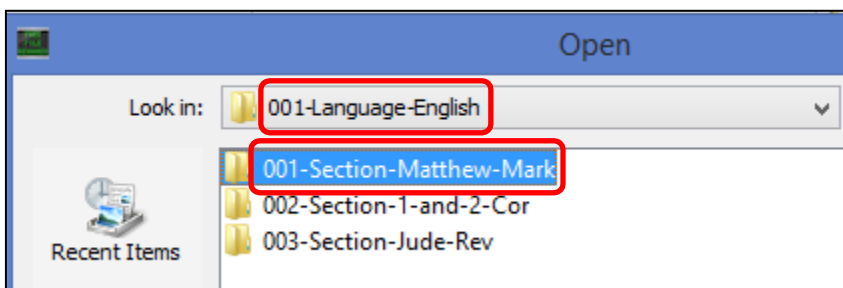 Open
Look in: 001-Language-English
001-Section-Matthew-Mark
002-Section-1-and-2-Cor
003-Section-Jude-Rev
Recent Items